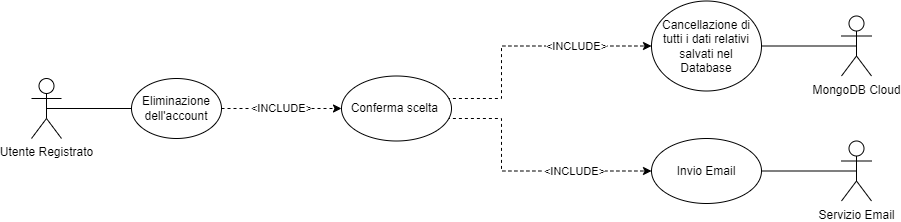 Utente Registrato
Eliminazione
dell'account
<INCLUDE>
Conferma scelta
<INCLUDE>
Cancellazione di
tutti i dati relativi
salvati nel
Database
MongoDB Cloud
<INCLUDE>
Invio Email
Servizio Email